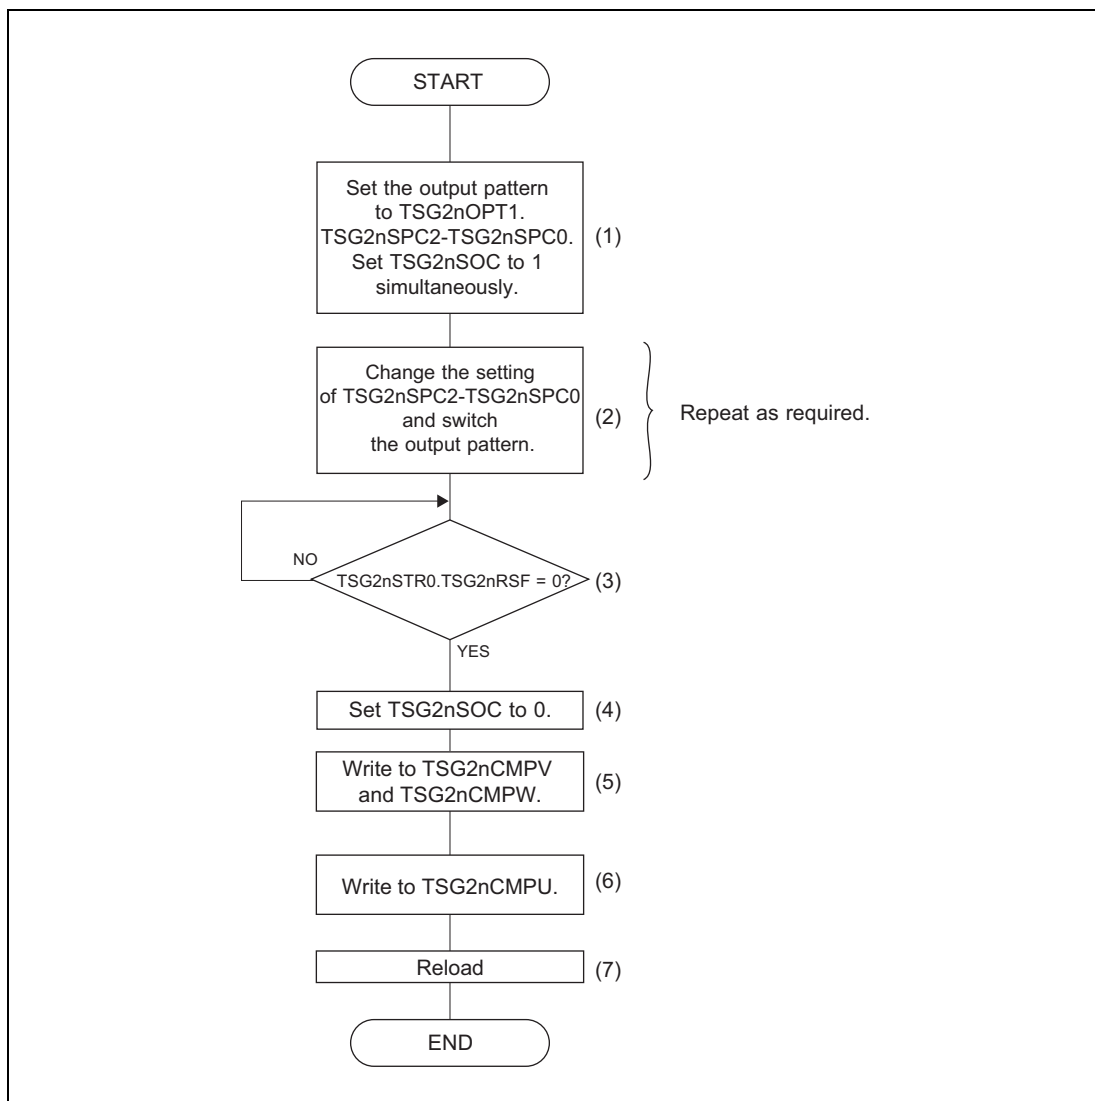 START
Set the output pattern
to TSG2nOPT1.
TSG2nSPC2-TSG2nSPC0.
Set TSG2nSOC to 1
simultaneously.
(1)
Change the setting
of TSG2nSPC2-TSG2nSPC0
and switch
the output pattern.
(2)
Repeat as required.
NO
TSG2nSTR0.TSG2nRSF = 0?
(3)
YES
Set TSG2nSOC to 0.
(4)
Write to TSG2nCMPV
and TSG2nCMPW.
(5)
Write to TSG2nCMPU.
(6)
Reload
(7)
END